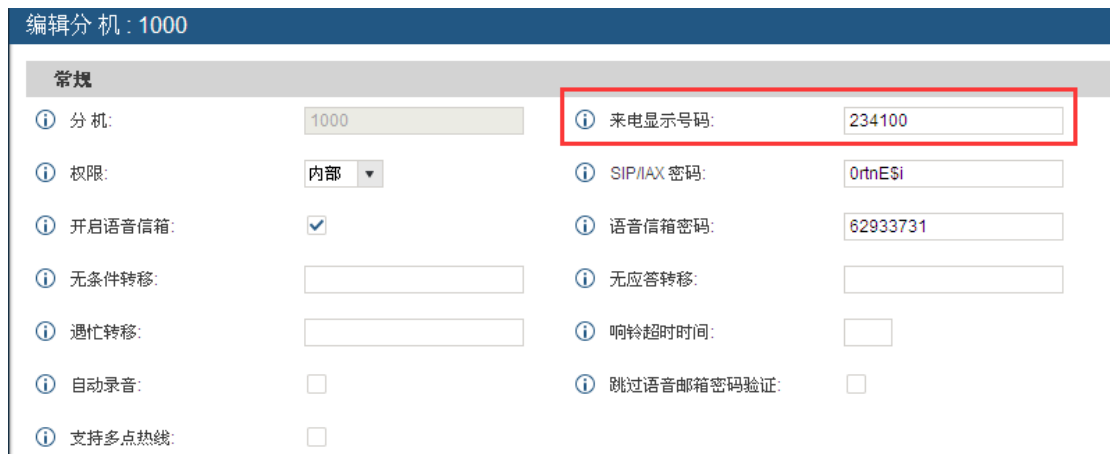 编辑分 机 : 1000
常规
分 机: 1000 来电显示号码: 234100
权限: 内部 SIP/IAX 密码: 0rtnE$i
开启语音信箱: 语音信箱密码: 62933731
无条件转移: 无应答转移:
遇忙转移: 响铃超时时间:
自动录音: 跳过语音邮箱密码验证:
支持多点热线: